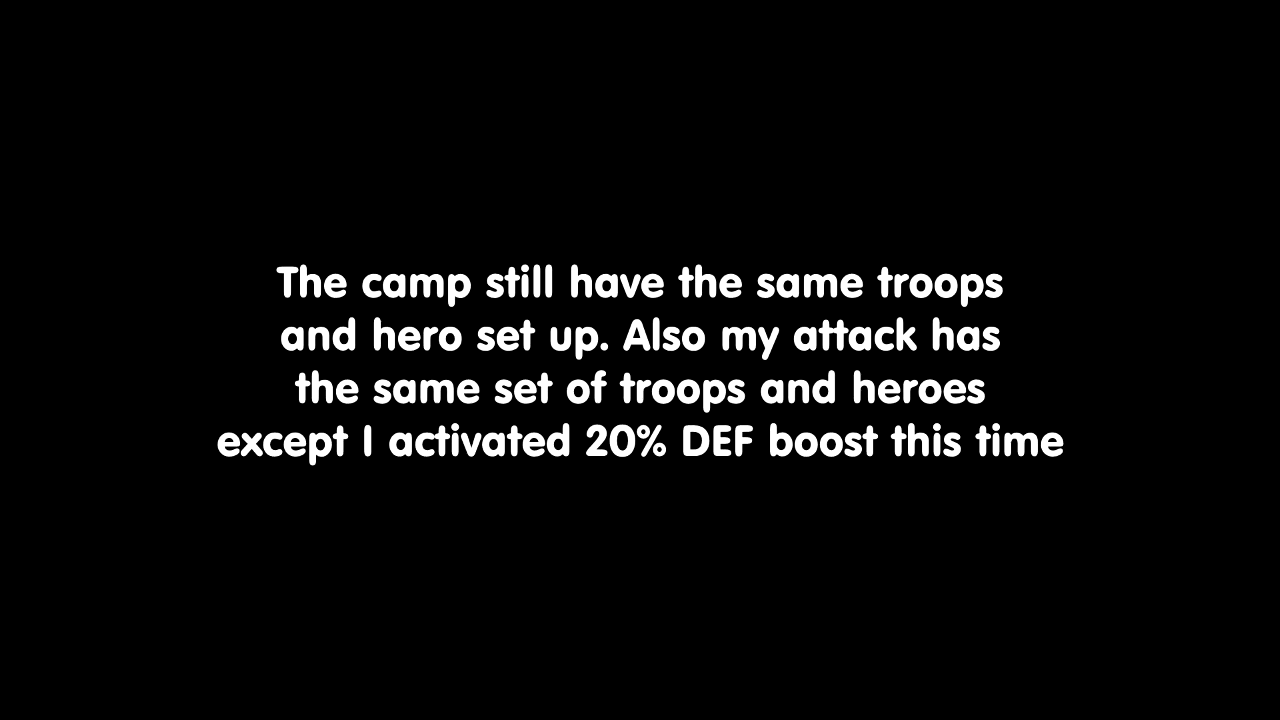 The camp still have the same troops
and hero set up. Also my attack has
the same set of troops and heroes
except I activated 20% DEF boost this time